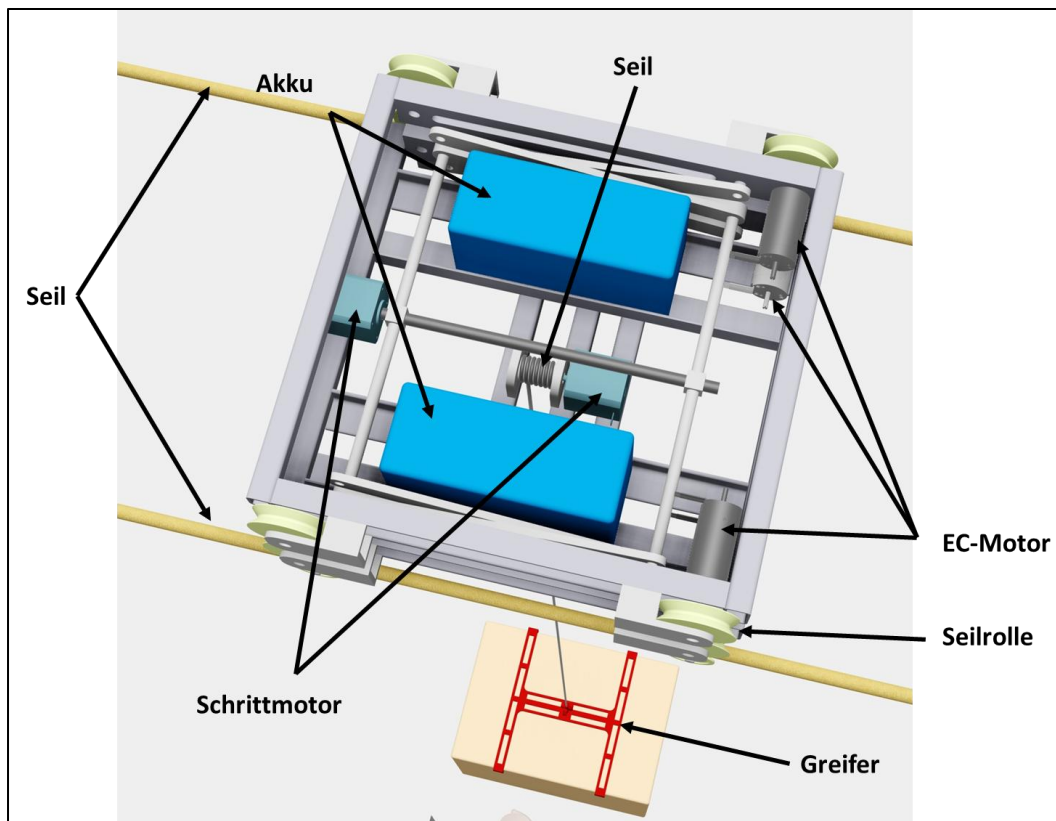 Seil
Akku
Seil
EC-Motor
Seilrolle
Schrittmotor
Greifer